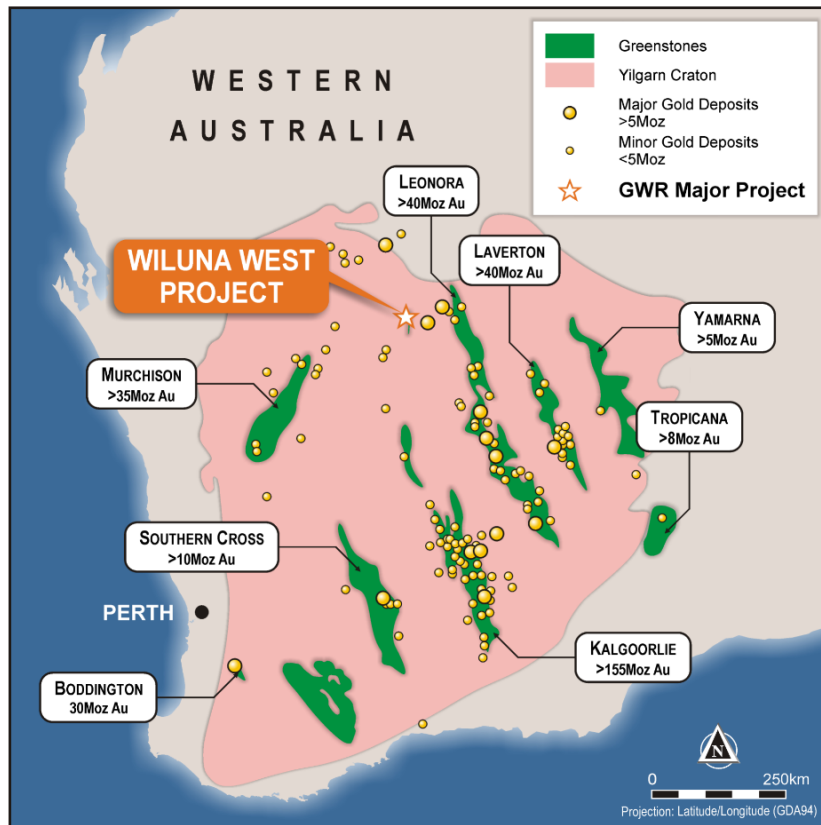 WESTERN
AUSTRALIA
Greenstones
Yilgarn Craton
Major Gold Deposits
>5Moz
Minor Gold Deposits
<5Moz
GWR Major Project
LEONORA
>40Moz Au
LAVERTON
>40Moz Au
WILUNA WEST
PROJECT
YAMARNA
>5Moz Au
MURCHISON
>35Moz Au
TROPICANA
>8Moz Au
SOUTHERN CROSS
>10Moz Au
PERTH
KALGOORLIE
>155Moz Au
BODDINGTON
30Moz Au
N
0 250km
Projection: Latitude/Longitude (GDA94)